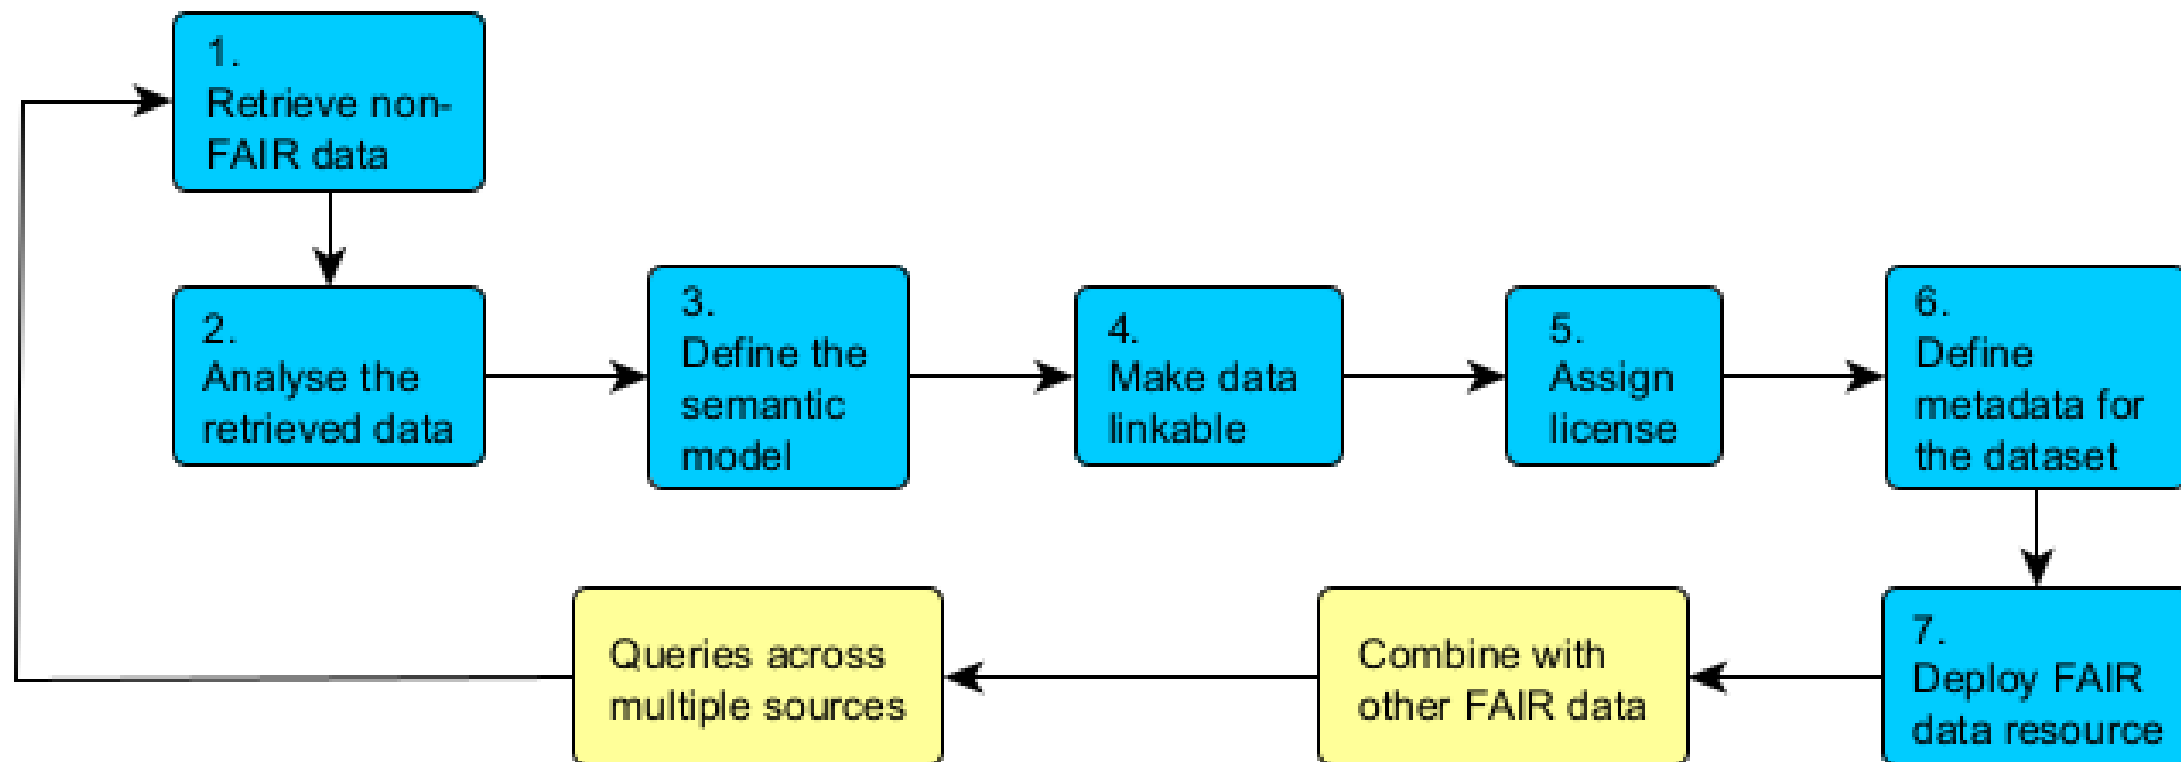 1.
Retrieve non-
FAIR data
2.
Analyse the
retrieved data
3.
Define the
semantic
model
4.
Make data
linkable
5.
Assign
license
6.
Define
metadata for
the dataset
7.
Deploy FAIR
data resource
Combine with
other FAIR data
Queries across
multiple sources